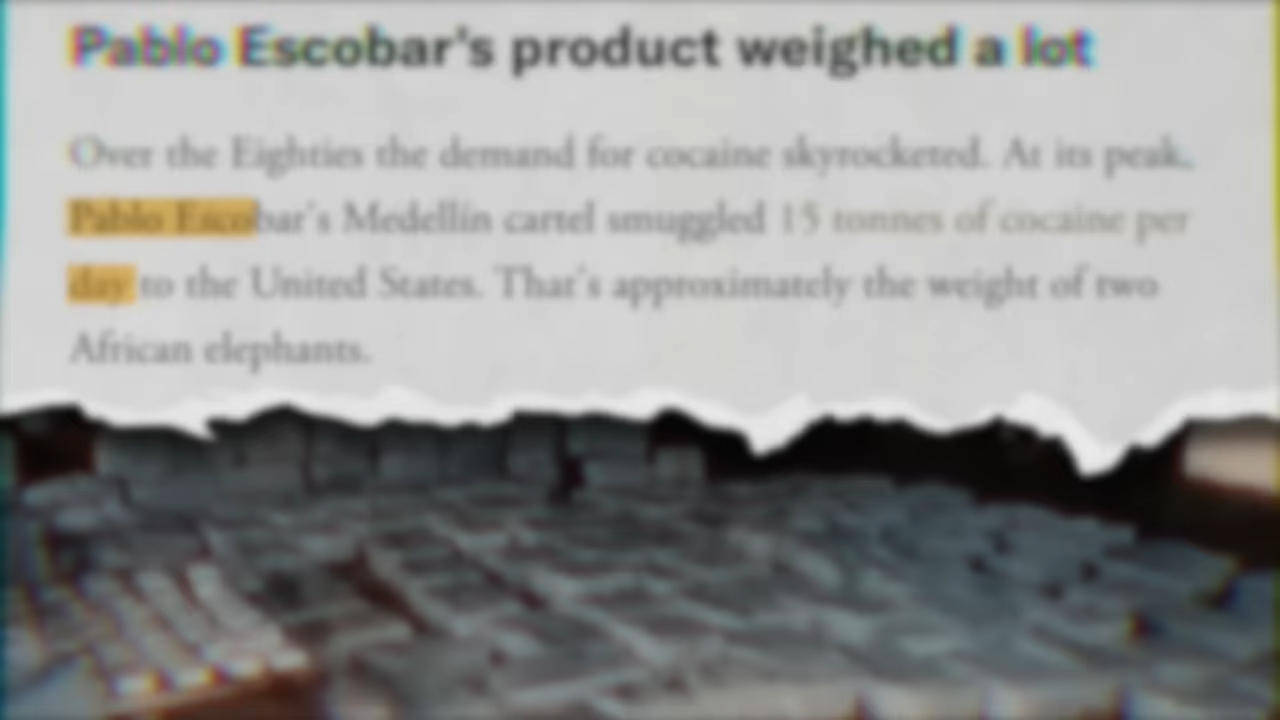 Pablo Escobar's product weighed a lot
Over the Eighties the demand for cocaine skyrocketed. At its peak,
Pablo Escobar's Medellín cartel smuggled 15 tonnes of cocaine per
day to the United States. That's approximately the weight of two
African elephants.